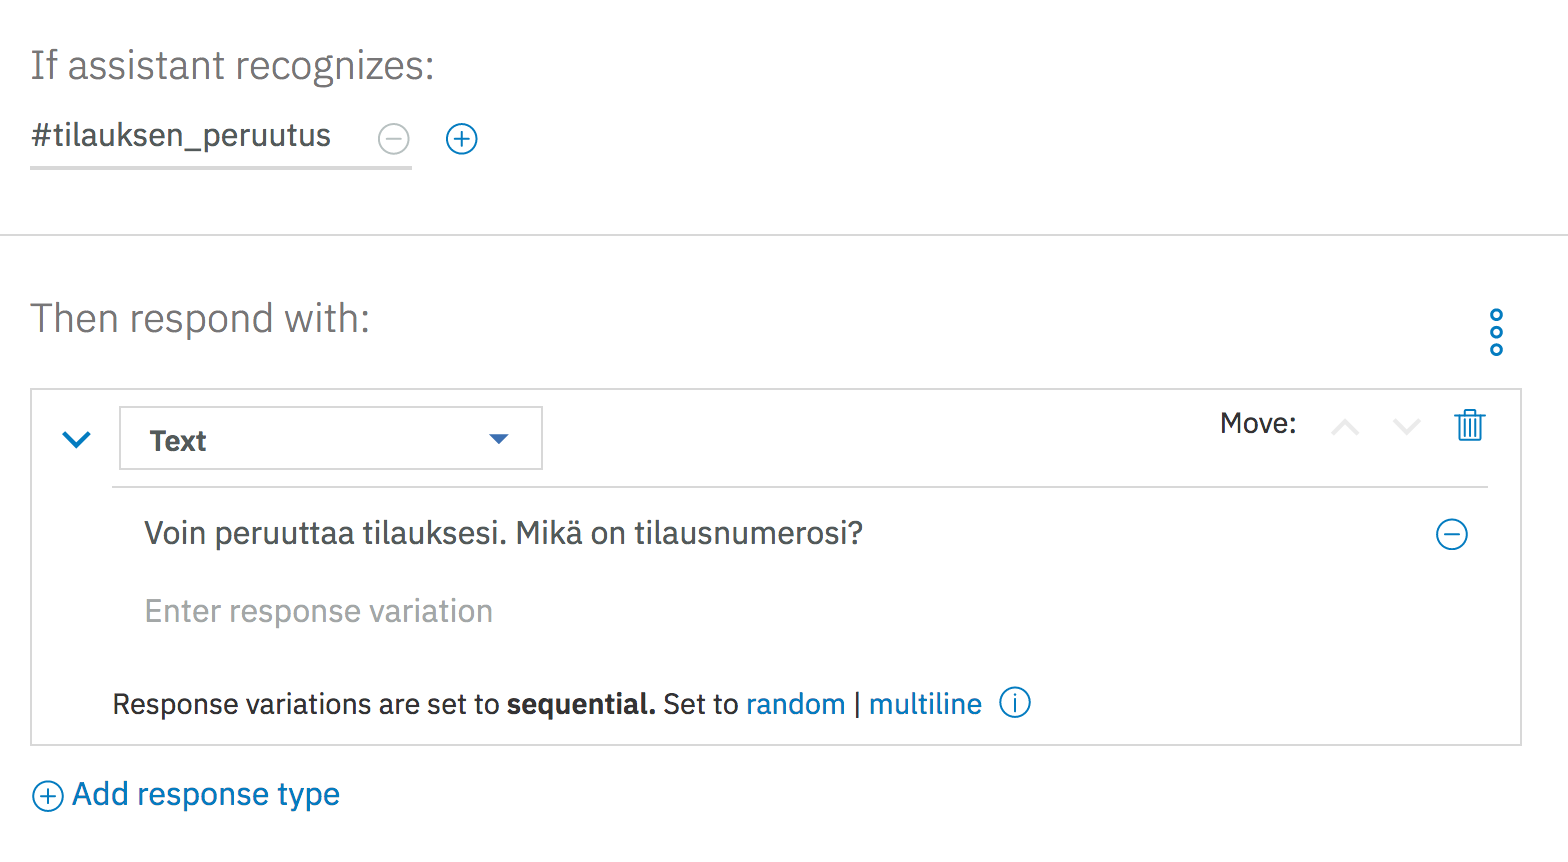 If assistant recognizes:
#tilauksen_peruutus
Then respond with:
Text
Move:
Voin peruuttaa tilauksesi. Mikä on tilausnumerosi?
Enter response variation
Response variations are set to sequential. Set to random | multiline
Add response type